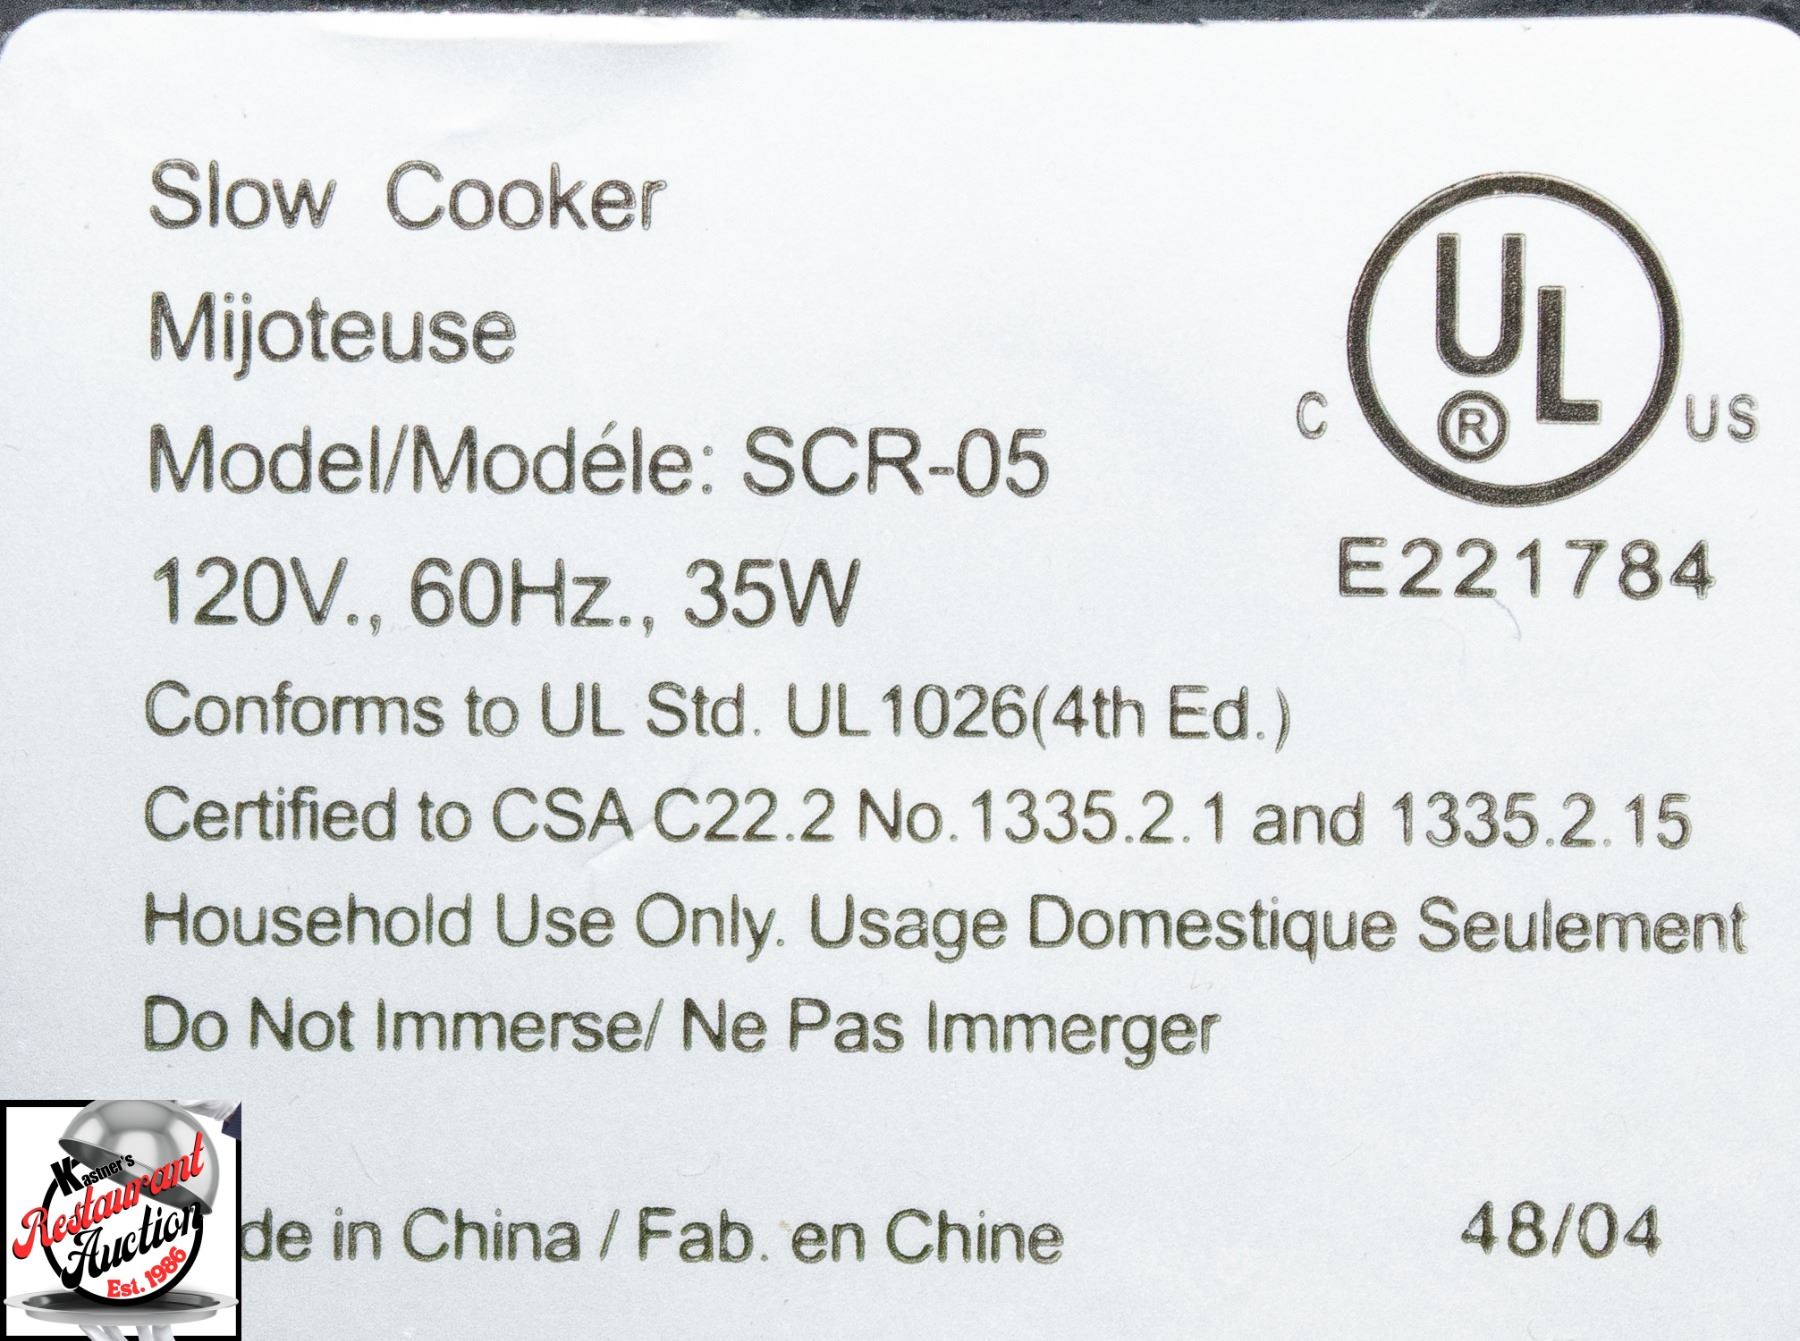 Slow Cooker
Mijoteuse
Model/Modéle: SCR-05
120V., 60Hz., 35W
C UL ® US
E221784
Conforms to UL Std. UL1026(4th Ed.)
Certified to CSA C22.2 No.1335.2.1 and 1335.2.15
Household Use Only. Usage Domestique Seulement
Do Not Immerse/ Ne Pas Immerger
de in China / Fab. en Chine
48/04
Kastner's
Restaurant
Auction
Est. 1986